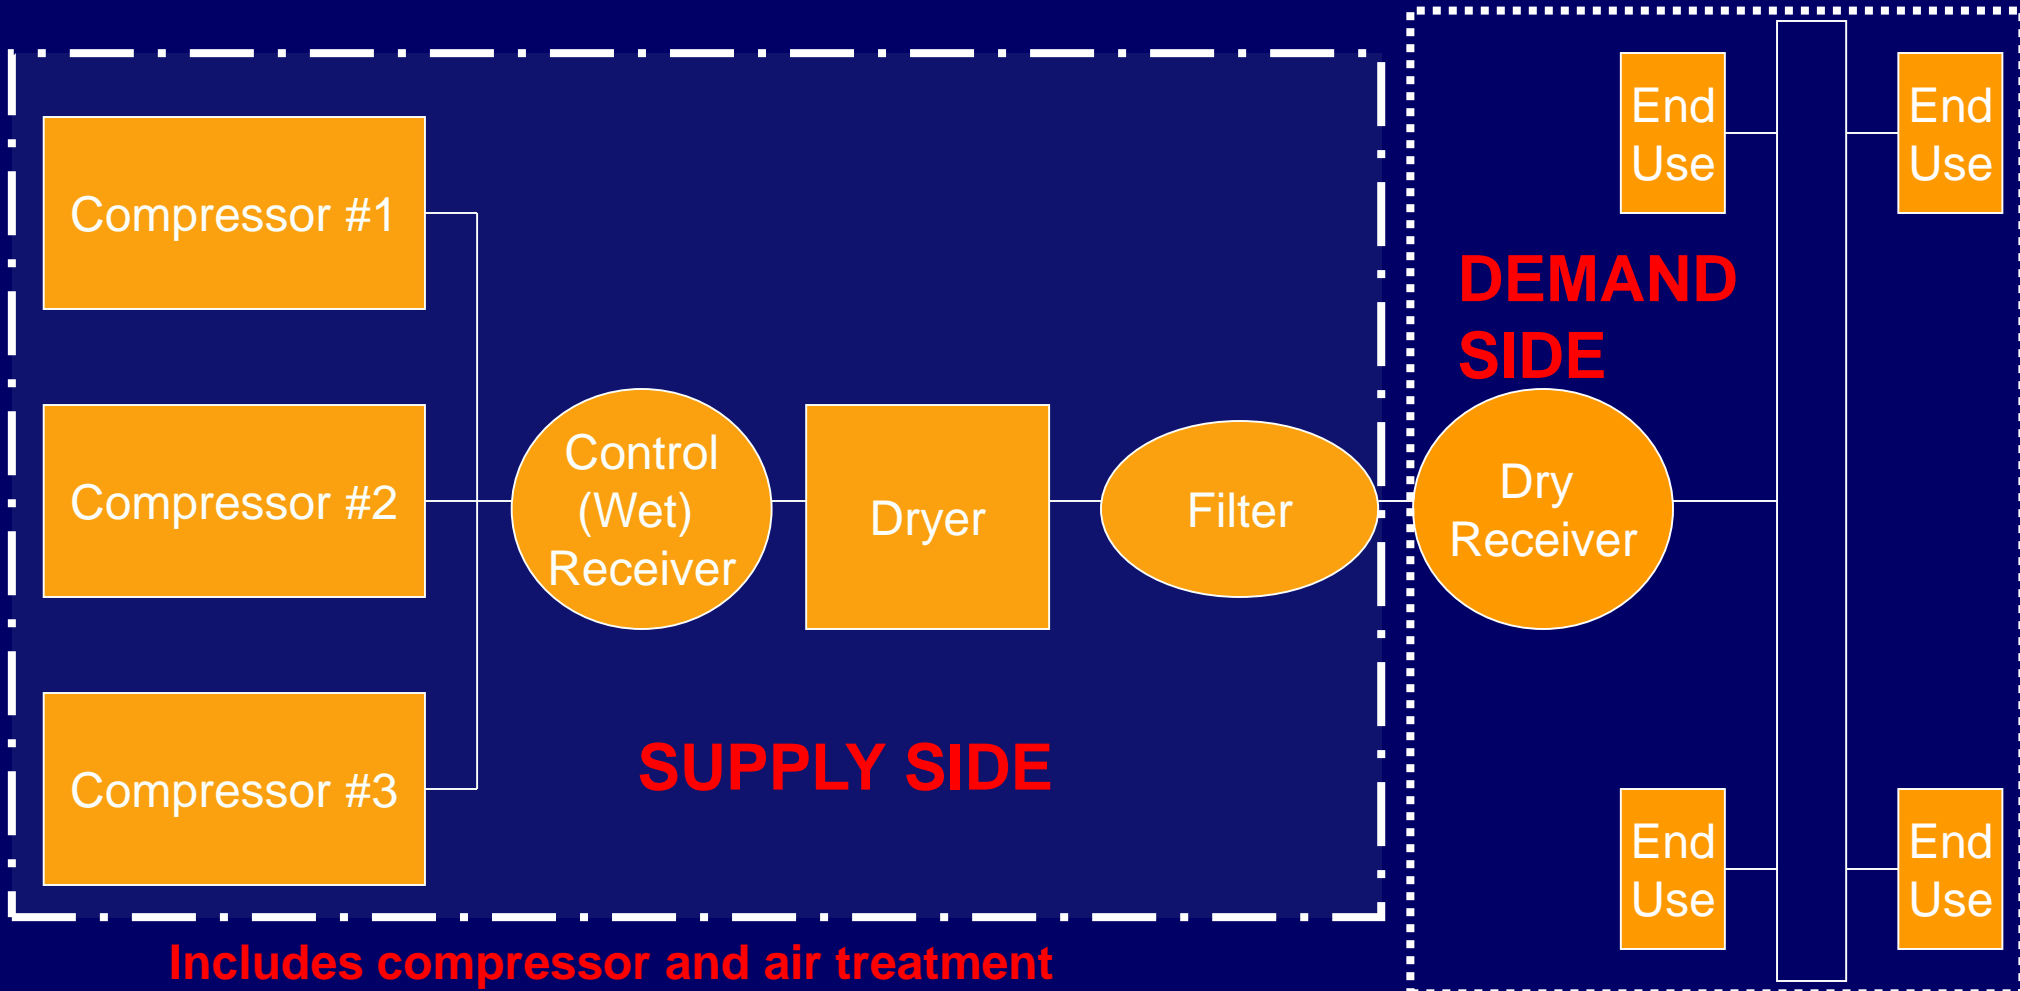 Compressor #1
Compressor #2
Compressor #3
Control
(Wet)
Receiver
Dryer
Filter
SUPPLY SIDE
Includes compressor and air treatment
DEMAND
SIDE
Dry
Receiver
End
Use
End
Use
End
Use
End
Use